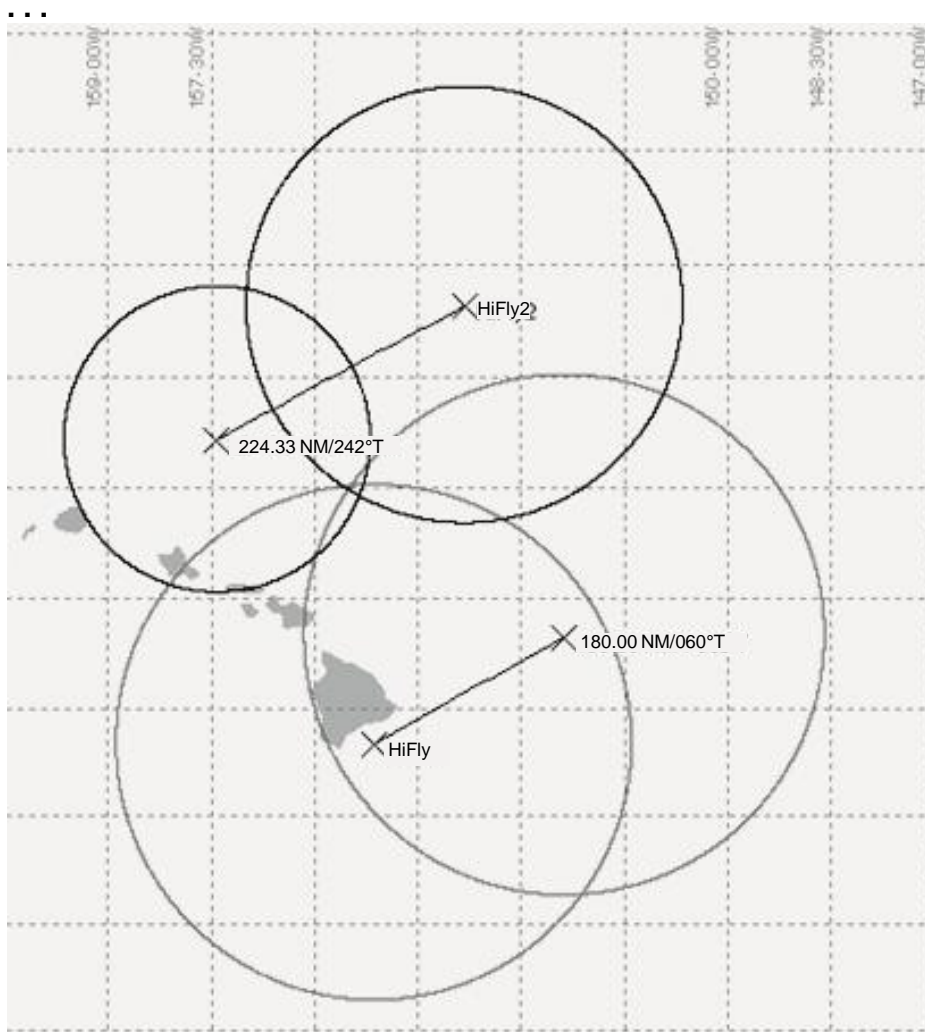 . . .
159-00W
157-30W
150-00W
148-30W
147-00W
HiFly2
224.33 NM/242°T
180.00 NM/060°T
HiFly